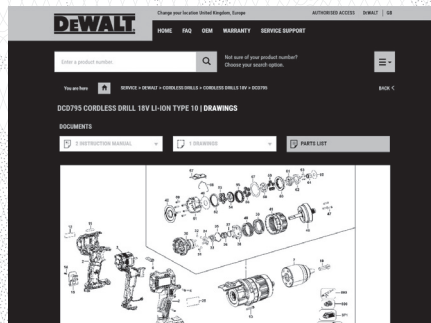 Change your location United Kingdom, Europe
AUTHORISED ACCESS DEWALT | GB
DEWALT
HOME FAQ OEM WARRANTY SERVICE SUPPORT
Enter a product number.
Not sure of your product number?
Choose your search option.
You are here
SERVICE > DEWALT > CORDLESS DRILLS > CORDLESS DRILLS 18V > DCD795
BACK <
DCD795 CORDLESS DRILL 18V LI-ION TYPE 10 | DRAWINGS
DOCUMENTS
2 INSTRUCTION MANUAL +
1 DRAWINGS +
PARTS LIST